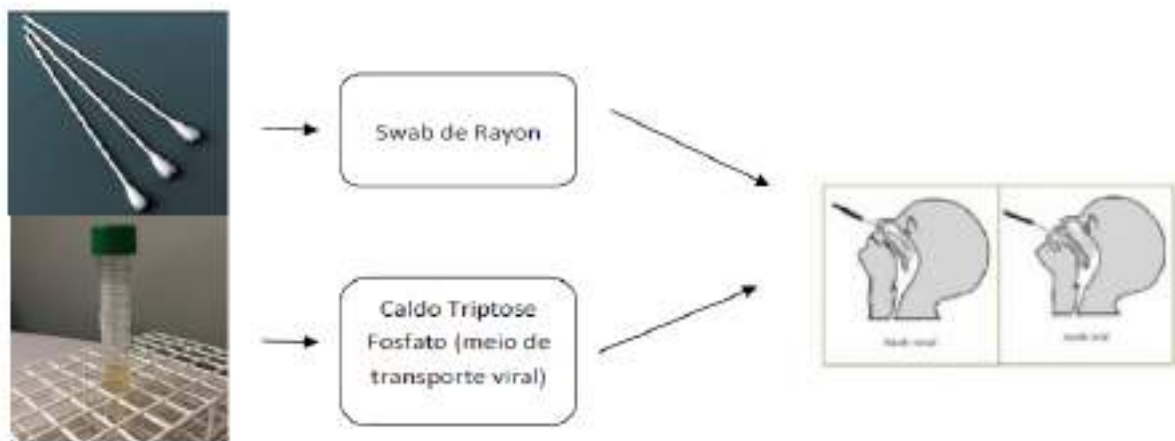 Swab de Rayon
Caldo Triptose
Fosfato (meio de
transporte viral)